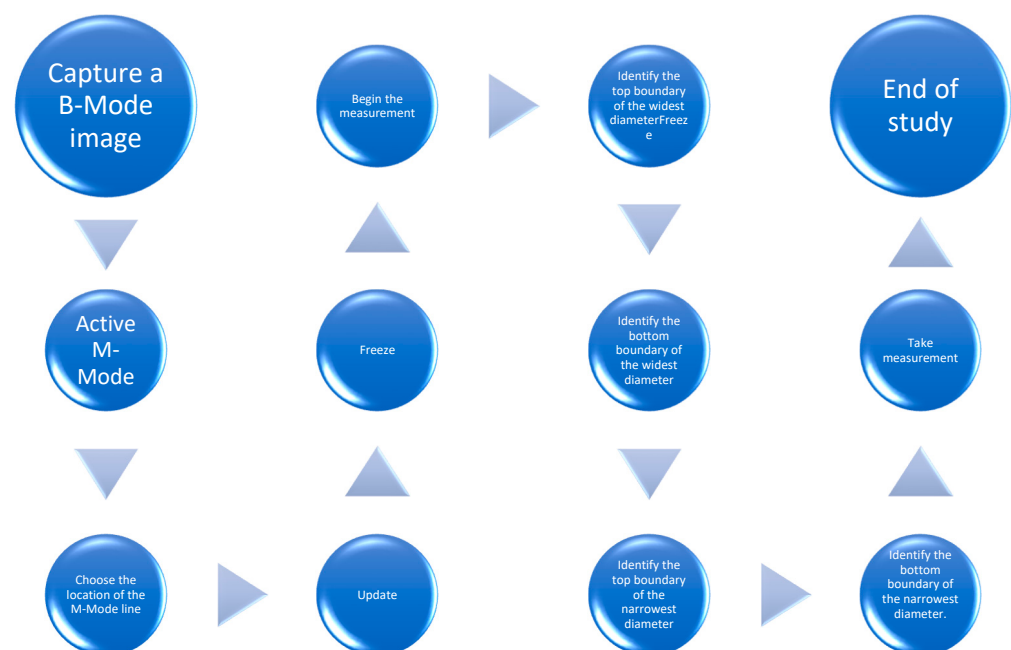 Capture a
B-Mode
image
Active
M-
Mode
Choose the
location of the
M-Mode line
Update
Freeze
Begin the
measurement
Identify the
top boundary
of the widest
diameterFreez
e
Identify the
bottom
boundary of
the widest
diameter
Identify the
top boundary
of the
narrowest
diameter
Identify the
bottom
boundary of
the narrowest
diameter.
Take
measurement
End of
study